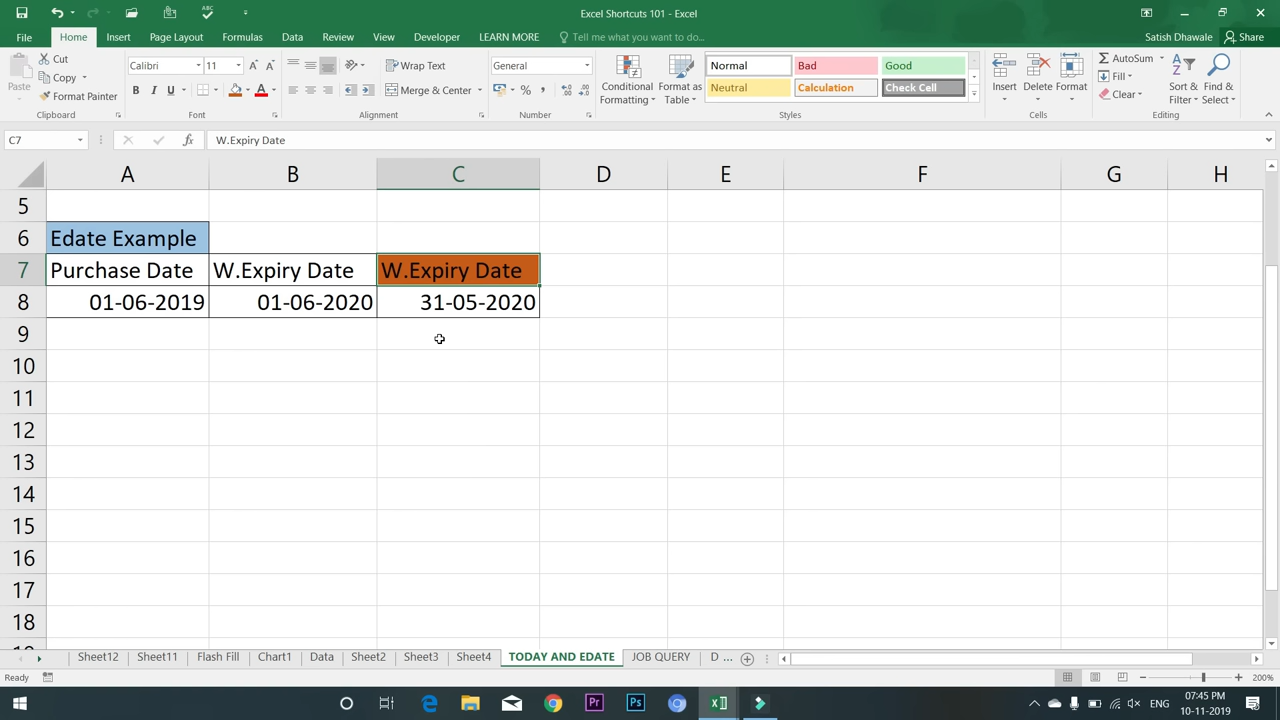 Excel Shortcuts 101 - Excel
File Home Insert Page Layout Formulas Data Review View Developer LEARN MORE Tell me what you want to do... Satish Dhawale Share
Paste
Cut
Copy
Format Painter
Clipboard
Calibri 11
B I U
Font
Wrap Text
Merge & Center
Alignment
General
%
Number
Conditional Formatting
Format as Table
Normal Bad Good
Neutral Calculation Check Cell
Styles
Insert Delete Format
Cells
AutoSum
Fill
Clear
Sort & Filter
Find & Select
Editing
C7 fx W.Expiry Date
A B C D E F G H
5
6 Edate Example
7 Purchase Date W.Expiry Date W.Expiry Date
8 01-06-2019 01-06-2020 31-05-2020
9
10
11
12
13
14
15
16
17
18
Sheet12 Sheet11 Flash Fill Chart1 Data Sheet2 Sheet3 Sheet4 TODAY AND EDATE JOB QUERY D ...
Ready 200%
ENG 07:45 PM
10-11-2019